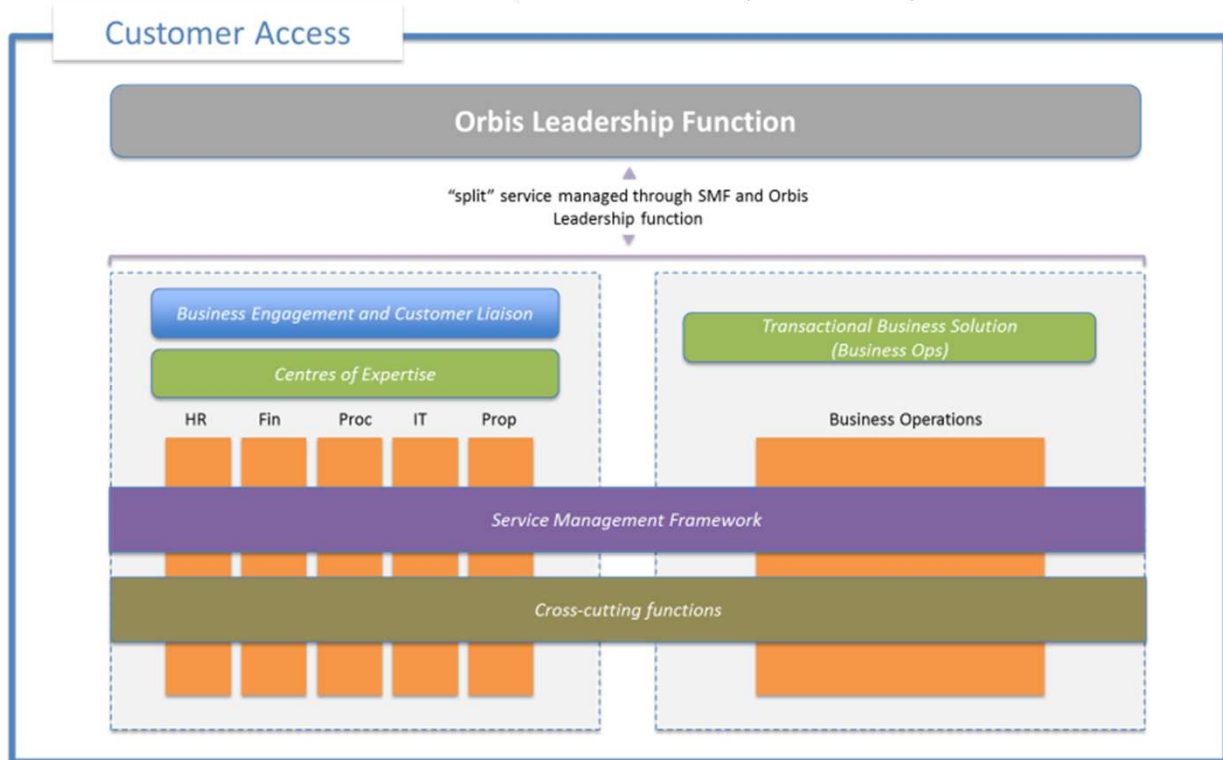 Customer Access
Orbis Leadership Function
“split” service managed through SMF and Orbis
Leadership function
Business Engagement and Customer Liaison
Transactional Business Solution
(Business Ops)
Centres of Expertise
HR Fin Proc IT Prop
Business Operations
Service Management Framework
Cross-cutting functions